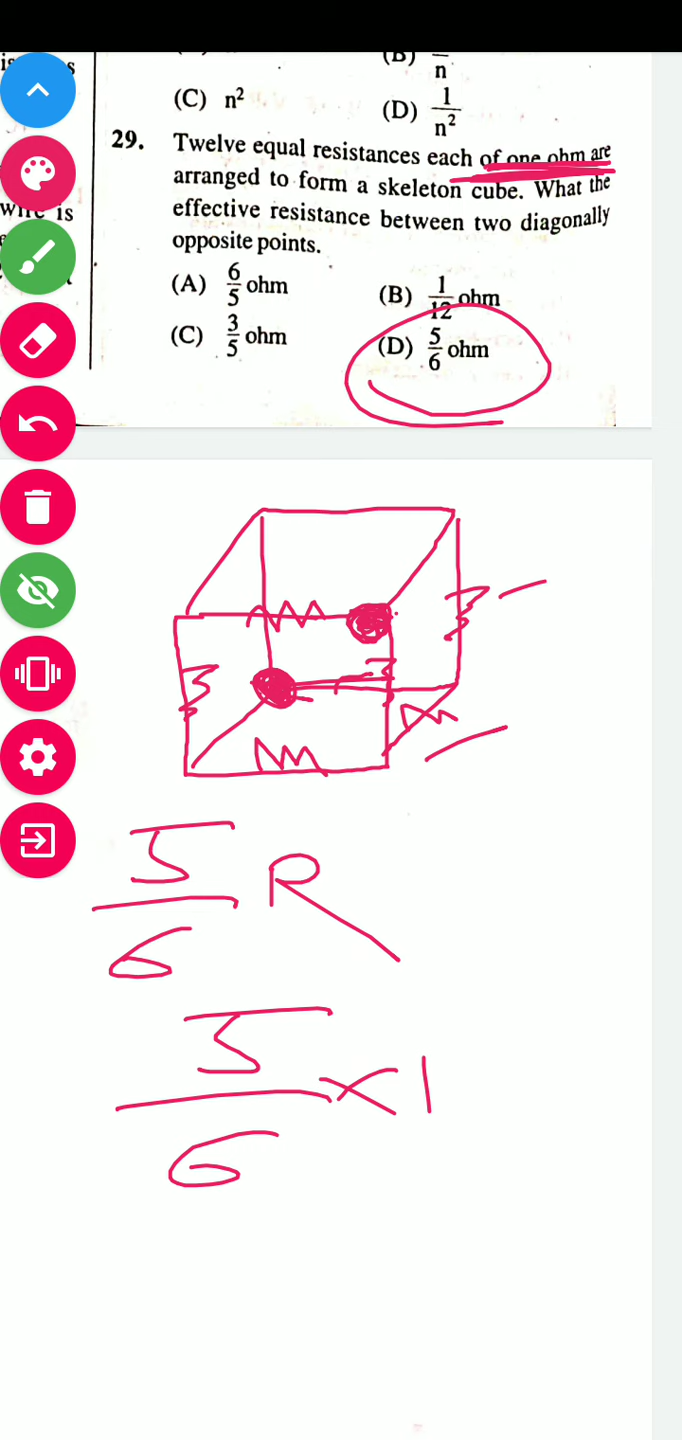 (B) —/n
(C) n²
(D) 1/n²
29. Twelve equal resistances each of one ohm are
arranged to form a skeleton cube. What the
effective resistance between two diagonally
opposite points.
(A) 6/5 ohm
(B) 1/12 ohm
(C) 3/5 ohm
(D) 5/6 ohm
is
5/6 R
5/6 × 1